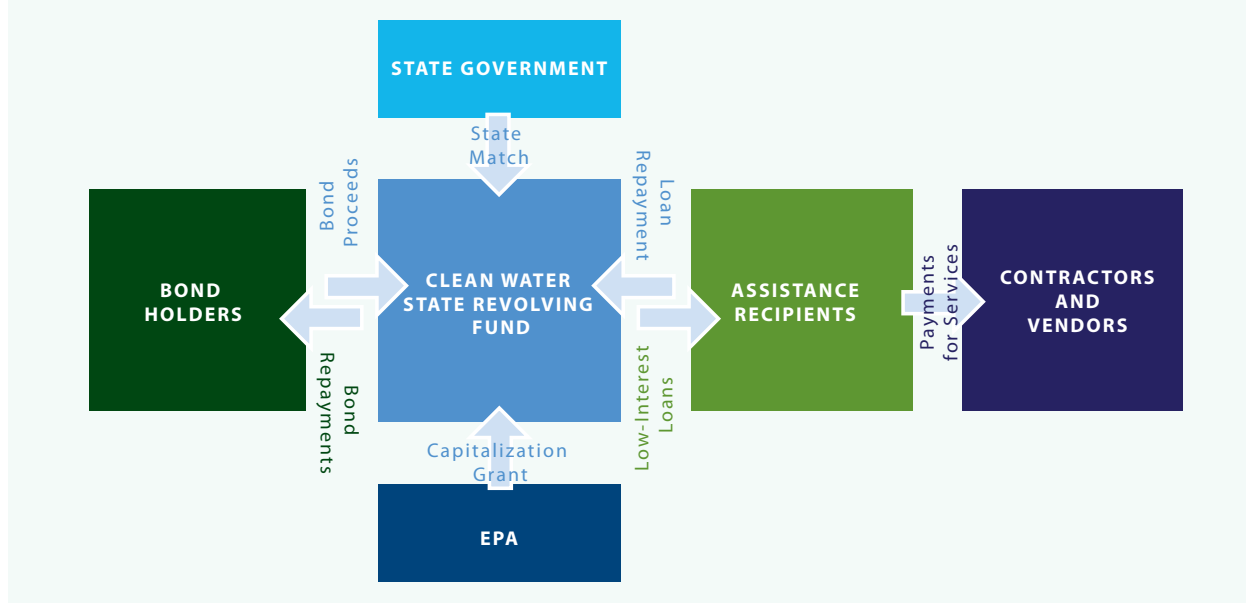 STATE GOVERNMENT
State
Match
Bond
Proceeds
Loan
Repayment
BOND
HOLDERS
CLEAN WATER
STATE REVOLVING
FUND
ASSISTANCE
RECIPIENTS
Payments
for Services
CONTRACTORS
AND
VENDORS
Bond
Repayments
Low-Interest
Loans
Capitalization
Grant
EPA